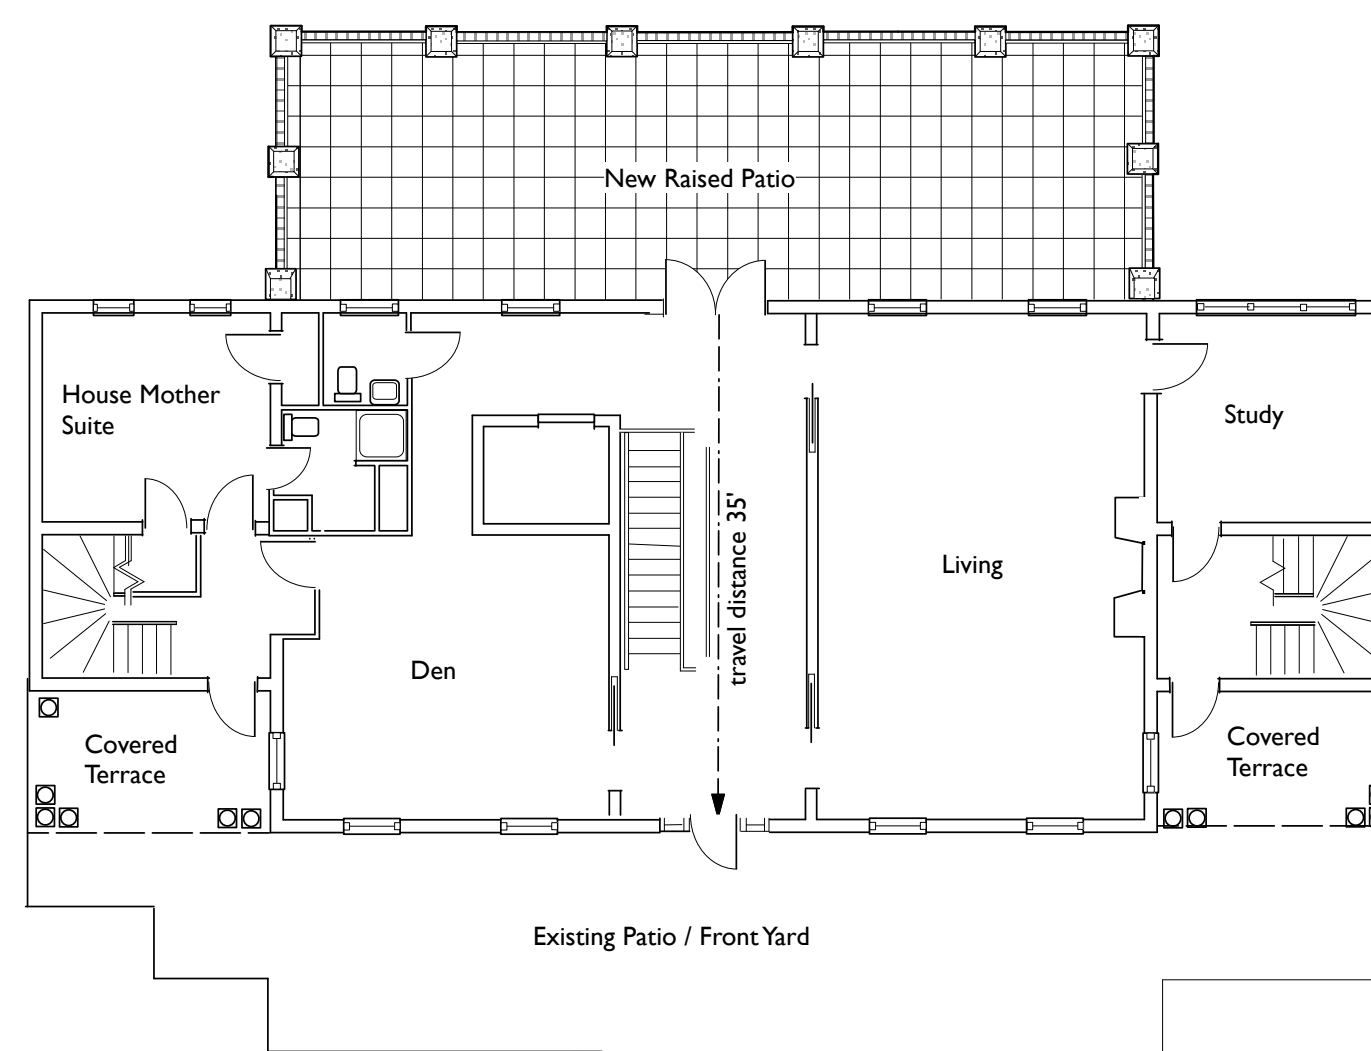 New Raised Patio
House Mother
Suite
Study
travel distance 35'
Living
Den
Covered
Terrace
Covered
Terrace
Existing Patio / Front Yard